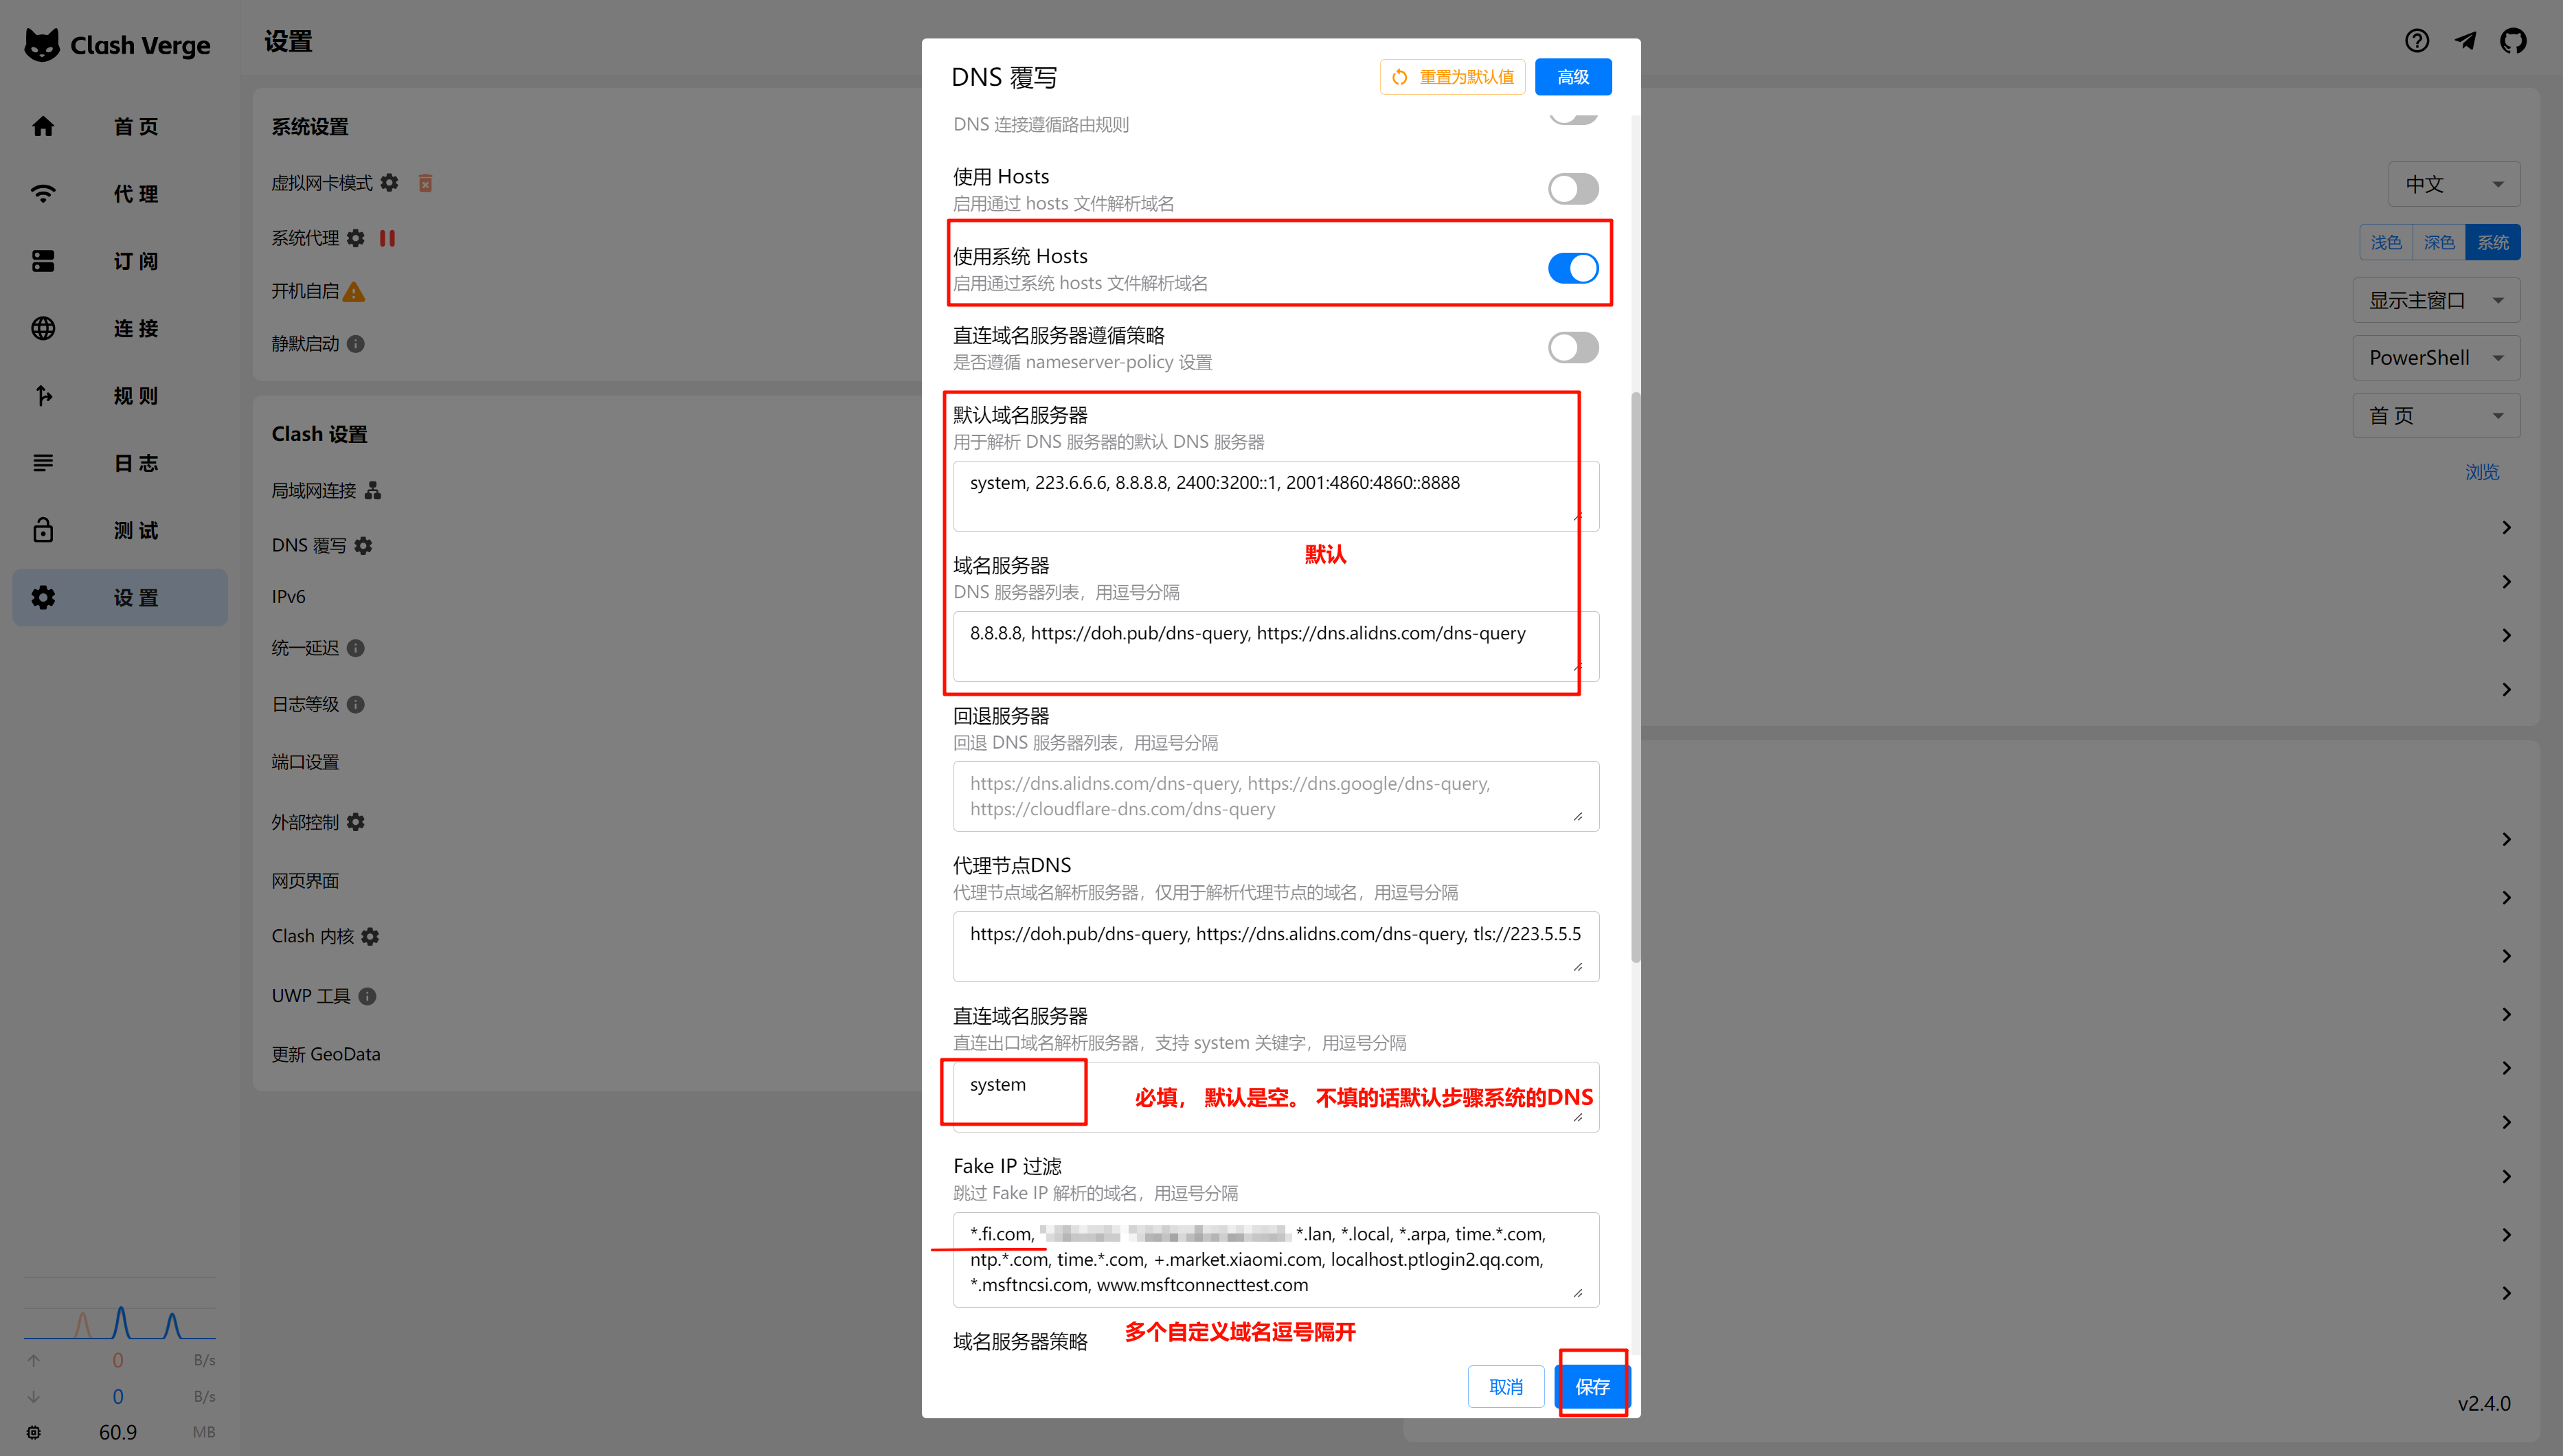 Clash Verge
首 页
代 理
订 阅
连 接
规 则
日 志
测 试
设 置
0 B/s
0 B/s
60.9 MB
设置
系统设置
虚拟网卡模式
系统代理
开机自启
静默启动
Clash 设置
局域网连接
DNS 覆写
IPv6
统一延迟
日志等级
端口设置
外部控制
网页界面
Clash 内核
UWP 工具
更新 GeoData
DNS 覆写
重置为默认值
高级
DNS 连接遵循路由规则
使用 Hosts
启用通过 hosts 文件解析域名
使用系统 Hosts
启用通过系统 hosts 文件解析域名
直连域名服务器遵循策略
是否遵循 nameserver-policy 设置
默认域名服务器
用于解析 DNS 服务器的默认 DNS 服务器
system, 223.6.6.6, 8.8.8.8, 2400:3200::1, 2001:4860:4860::8888
默认
域名服务器
DNS 服务器列表，用逗号分隔
8.8.8.8, https://doh.pub/dns-query, https://dns.alidns.com/dns-query
回退服务器
回退 DNS 服务器列表，用逗号分隔
https://dns.alidns.com/dns-query, https://dns.google/dns-query,
https://cloudflare-dns.com/dns-query
代理节点DNS
代理节点域名解析服务器，仅用于解析代理节点的域名，用逗号分隔
https://doh.pub/dns-query, https://dns.alidns.com/dns-query, tls://223.5.5.5
直连域名服务器
直连出口域名解析服务器，支持 system 关键字，用逗号分隔
system
必填， 默认是空。 不填的话默认步骤系统的DNS
Fake IP 过滤
跳过 Fake IP 解析的域名，用逗号分隔
*.fi.com, *.lan, *.local, *.arpa, time.*.com,
ntp.*.com, time.*.com, +.market.xiaomi.com, localhost.ptlogin2.qq.com,
*.msftncsi.com, www.msftconnecttest.com
域名服务器策略
多个自定义域名逗号隔开
取消
保存
中文
浅色
深色
系统
显示主窗口
PowerShell
首 页
浏览
v2.4.0